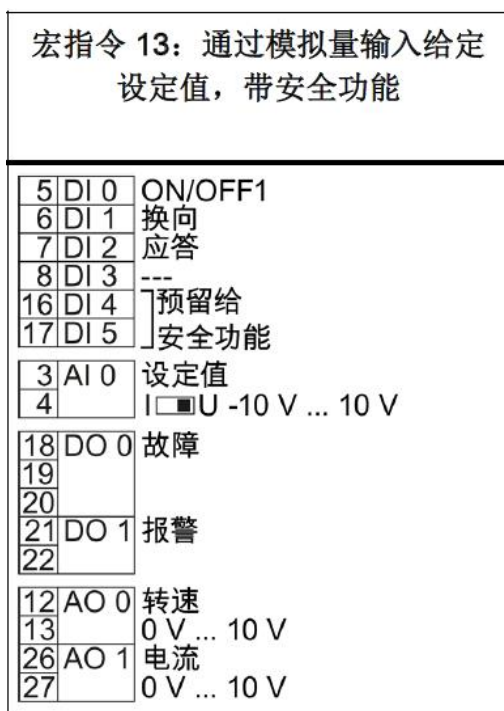 宏指令 13：通过模拟量输入给定
设定值，带安全功能
5 DI 0 ON/OFF1
6 DI 1 换向
7 DI 2 应答
8 DI 3 ---
16 DI 4 预留给
17 DI 5 安全功能
3 AI 0 设定值
4 I U -10 V ... 10 V
18 DO 0 故障
19
20
21 DO 1 报警
22
12 AO 0 转速
13 0 V ... 10 V
26 AO 1 电流
27 0 V ... 10 V